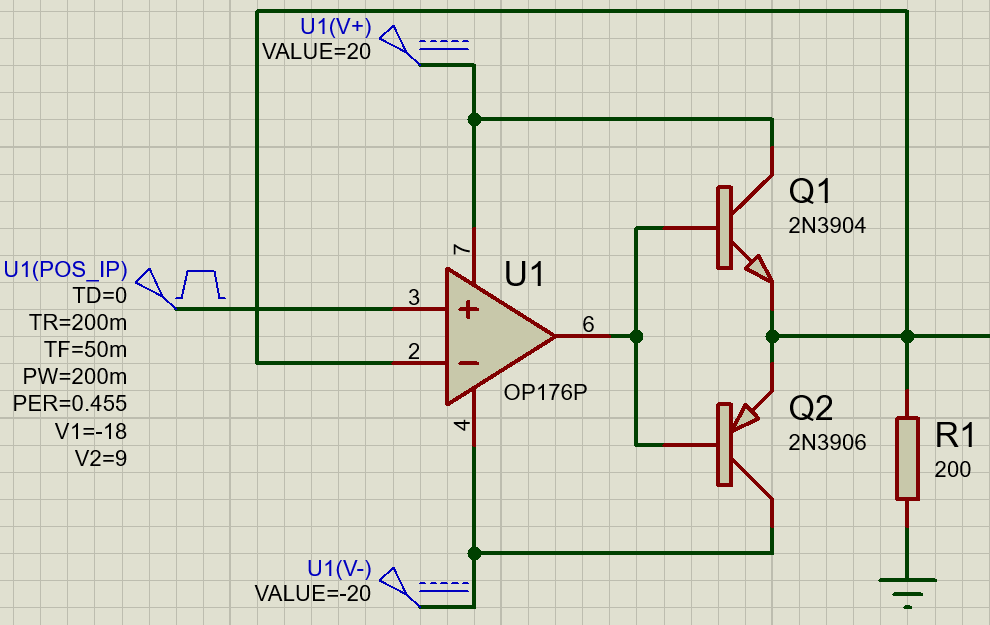 U1(V+)
VALUE=20
U1(POS_IP)
TD=0
TR=200m
TF=50m
PW=200m
PER=0.455
V1=-18
V2=9
3
2
7
4
6
+
−
U1
OP176P
Q1
2N3904
Q2
2N3906
R1
200
U1(V-)
VALUE=-20